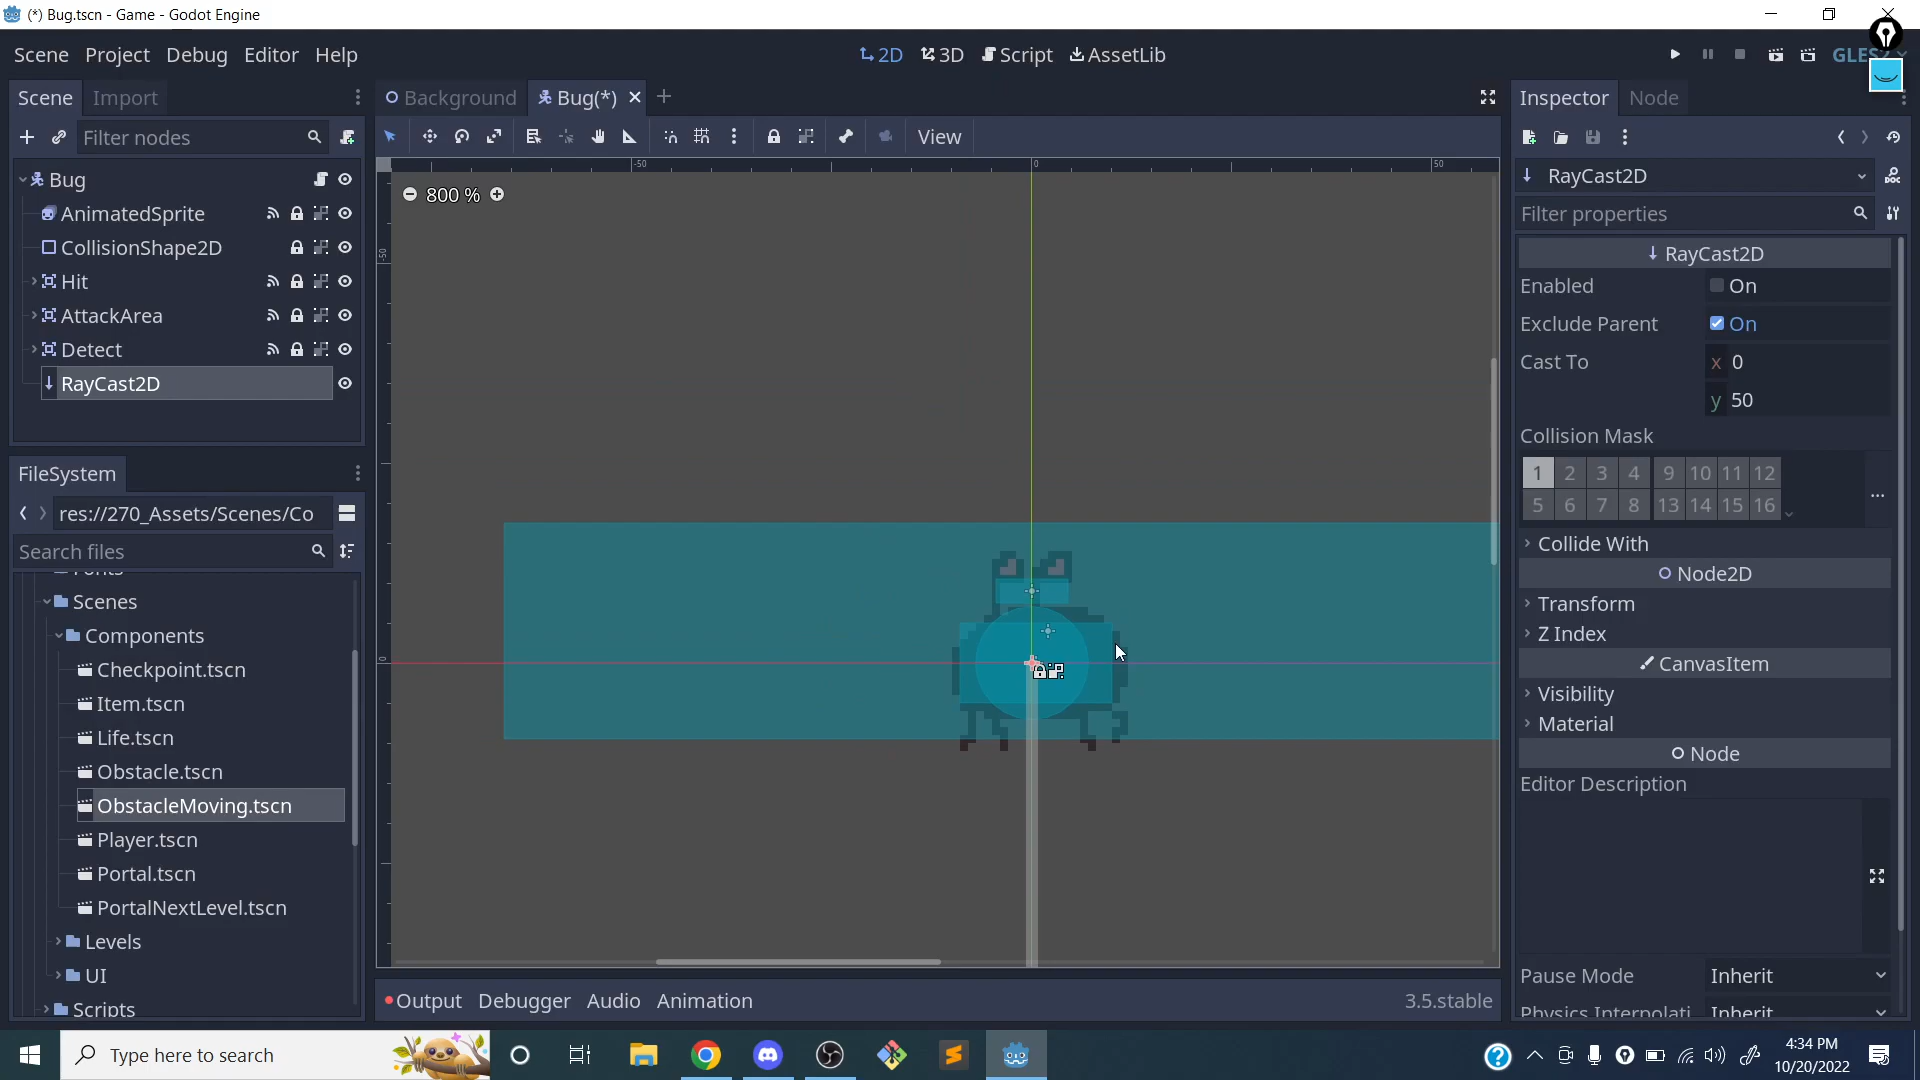 (*) Bug.tscn - Game - Godot Engine
Scene Project Debug Editor Help
2D 3D Script AssetLib
Scene Import
Background Bug(*)
Inspector Node
Filter nodes
View
Bug
AnimatedSprite
CollisionShape2D
Hit
AttackArea
Detect
RayCast2D
-50 0 50
-50
0
800 %
RayCast2D
Filter properties
RayCast2D
Enabled On
Exclude Parent On
Cast To x 0
y 50
Collision Mask
1 2 3 4 9 10 11 12
5 6 7 8 13 14 15 16
Collide With
Node2D
Transform
Z Index
CanvasItem
Visibility
Material
Node
Editor Description
Pause Mode Inherit
Inherit
FileSystem
res://270_Assets/Scenes/Co
Search files
Scenes
Components
Checkpoint.tscn
Item.tscn
Life.tscn
Obstacle.tscn
ObstacleMoving.tscn
Player.tscn
Portal.tscn
PortalNextLevel.tscn
Levels
UI
Scripts
Output Debugger Audio Animation 3.5.stable
Type here to search
4:34 PM
10/20/2022